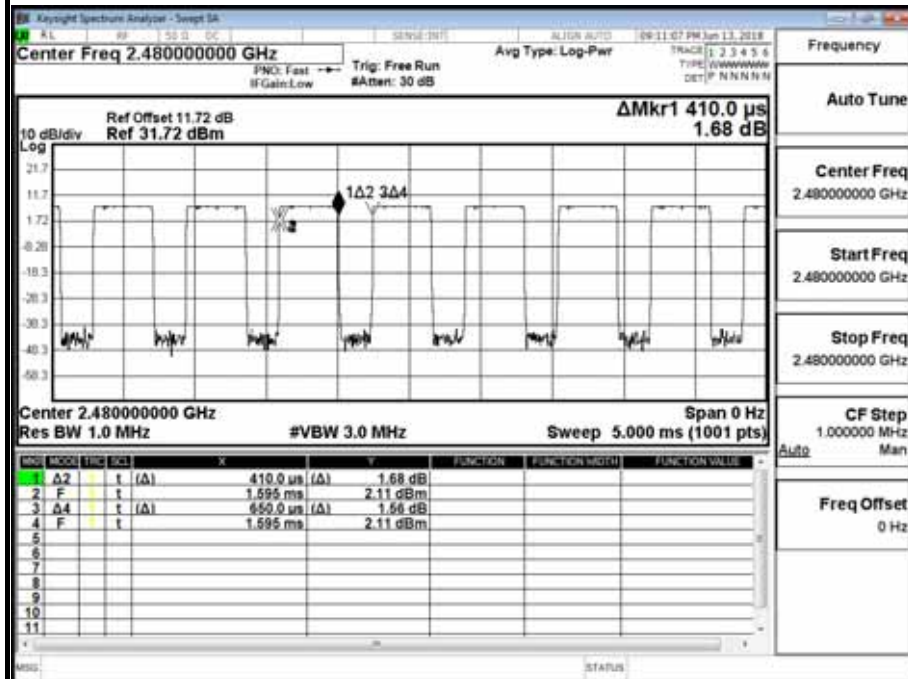 Keysight Spectrum Analyzer - Swept SA
RL RF 50 Ω DC SENSE:INT ALIGN AUTO 09:11:07 PM Jun 13, 2018
Center Freq 2.480000000 GHz
PNO: Fast
IFGain:Low
Trig: Free Run
#Atten: 30 dB
Avg Type: Log-Pwr
TRACE 1 2 3 4 5 6
TYPE WWWWWW
DET P N N N N N
Frequency
Auto Tune
Center Freq
2.480000000 GHz
Start Freq
2.480000000 GHz
Stop Freq
2.480000000 GHz
CF Step
1.000000 MHz
Auto Man
Freq Offset
0 Hz
Ref Offset 11.72 dB
10 dB/div Ref 31.72 dBm
Log
ΔMkr1 410.0 µs
1.68 dB
21.7
11.7
1.72
-8.28
-18.3
-28.3
-38.3
-48.3
-58.3
1Δ2 3Δ4
Center 2.480000000 GHz Span 0 Hz
Res BW 1.0 MHz #VBW 3.0 MHz Sweep 5.000 ms (1001 pts)
MKR MODE TRC SCL X Y FUNCTION FUNCTION WIDTH FUNCTION VALUE
1 Δ2 t (Δ) 410.0 µs (Δ) 1.68 dB
2 F t 1.595 ms 2.11 dBm
3 Δ4 t (Δ) 650.0 µs (Δ) 1.56 dB
4 F t 1.595 ms 2.11 dBm
5
6
7
8
9
10
11
MSG STATUS